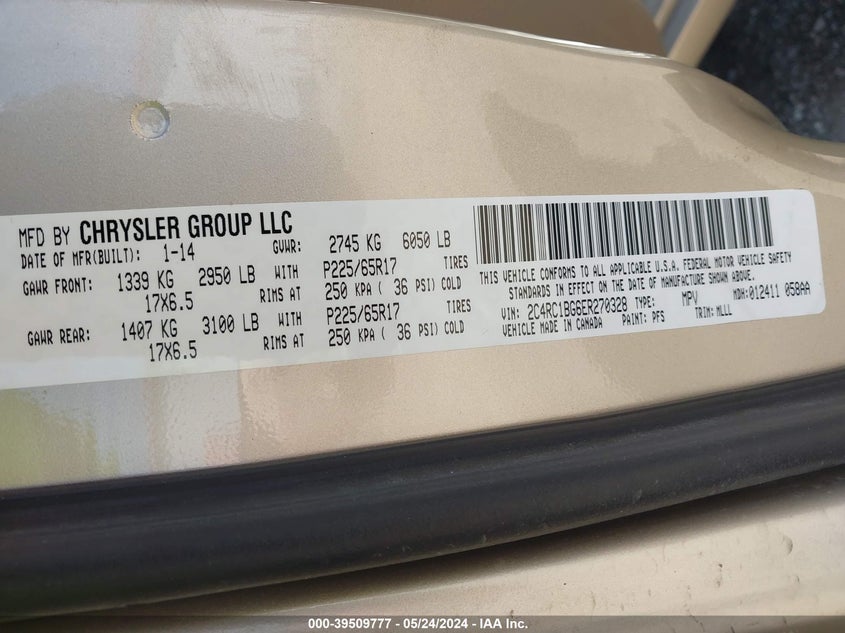 MFD BY CHRYSLER GROUP LLC
DATE OF MFR(BUILT): 1-14 GVWR: 2745 KG 6050 LB
GAWR FRONT: 1339 KG 2950 LB WITH P225/65R17 TIRES
17X6.5 RIMS AT 250 KPA ( 36 PSI) COLD
GAWR REAR: 1407 KG 3100 LB WITH P225/65R17 TIRES
17X6.5 RIMS AT 250 KPA ( 36 PSI) COLD
THIS VEHICLE CONFORMS TO ALL APPLICABLE U.S.A. FEDERAL MOTOR VEHICLE SAFETY
STANDARDS IN EFFECT ON THE DATE OF MANUFACTURE SHOWN ABOVE.
VIN: 2C4RC1BG6ER270328 TYPE: MPV MDH:012411 058AA
VEHICLE MADE IN CANADA PAINT: PFS TRIM: MLLL
000-39509777 - 05/24/2024 - IAA Inc.